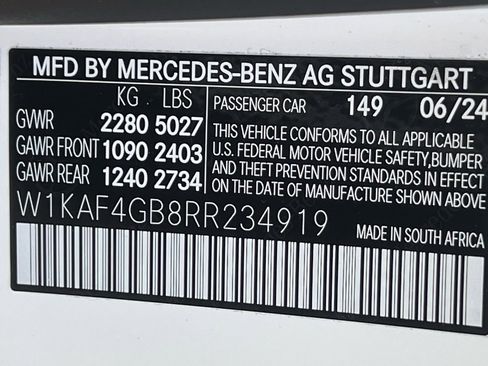 MFD BY MERCEDES-BENZ AG STUTTGART
KG LBS
GVWR 2280 5027
GAWR FRONT 1090 2403
GAWR REAR 1240 2734
PASSENGER CAR 149 06/24
THIS VEHICLE CONFORMS TO ALL APPLICABLE
U.S. FEDERAL MOTOR VEHICLE SAFETY, BUMPER
AND THEFT PREVENTION STANDARDS IN EFFECT
ON THE DATE OF MANUFACTURE SHOWN ABOVE.
W1KAF4GB8RR234919
MADE IN SOUTH AFRICA